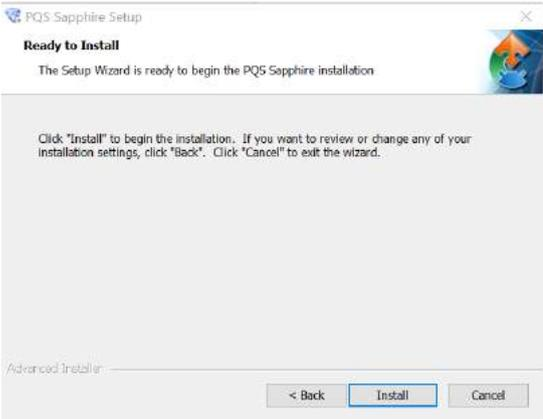 PQS Sapphire Setup
Ready to Install
The Setup Wizard is ready to begin the PQS Sapphire installation
Click "Install" to begin the installation. If you want to review or change any of your
installation settings, click "Back". Click "Cancel" to exit the wizard.
Advanced Installer
< Back Install Cancel